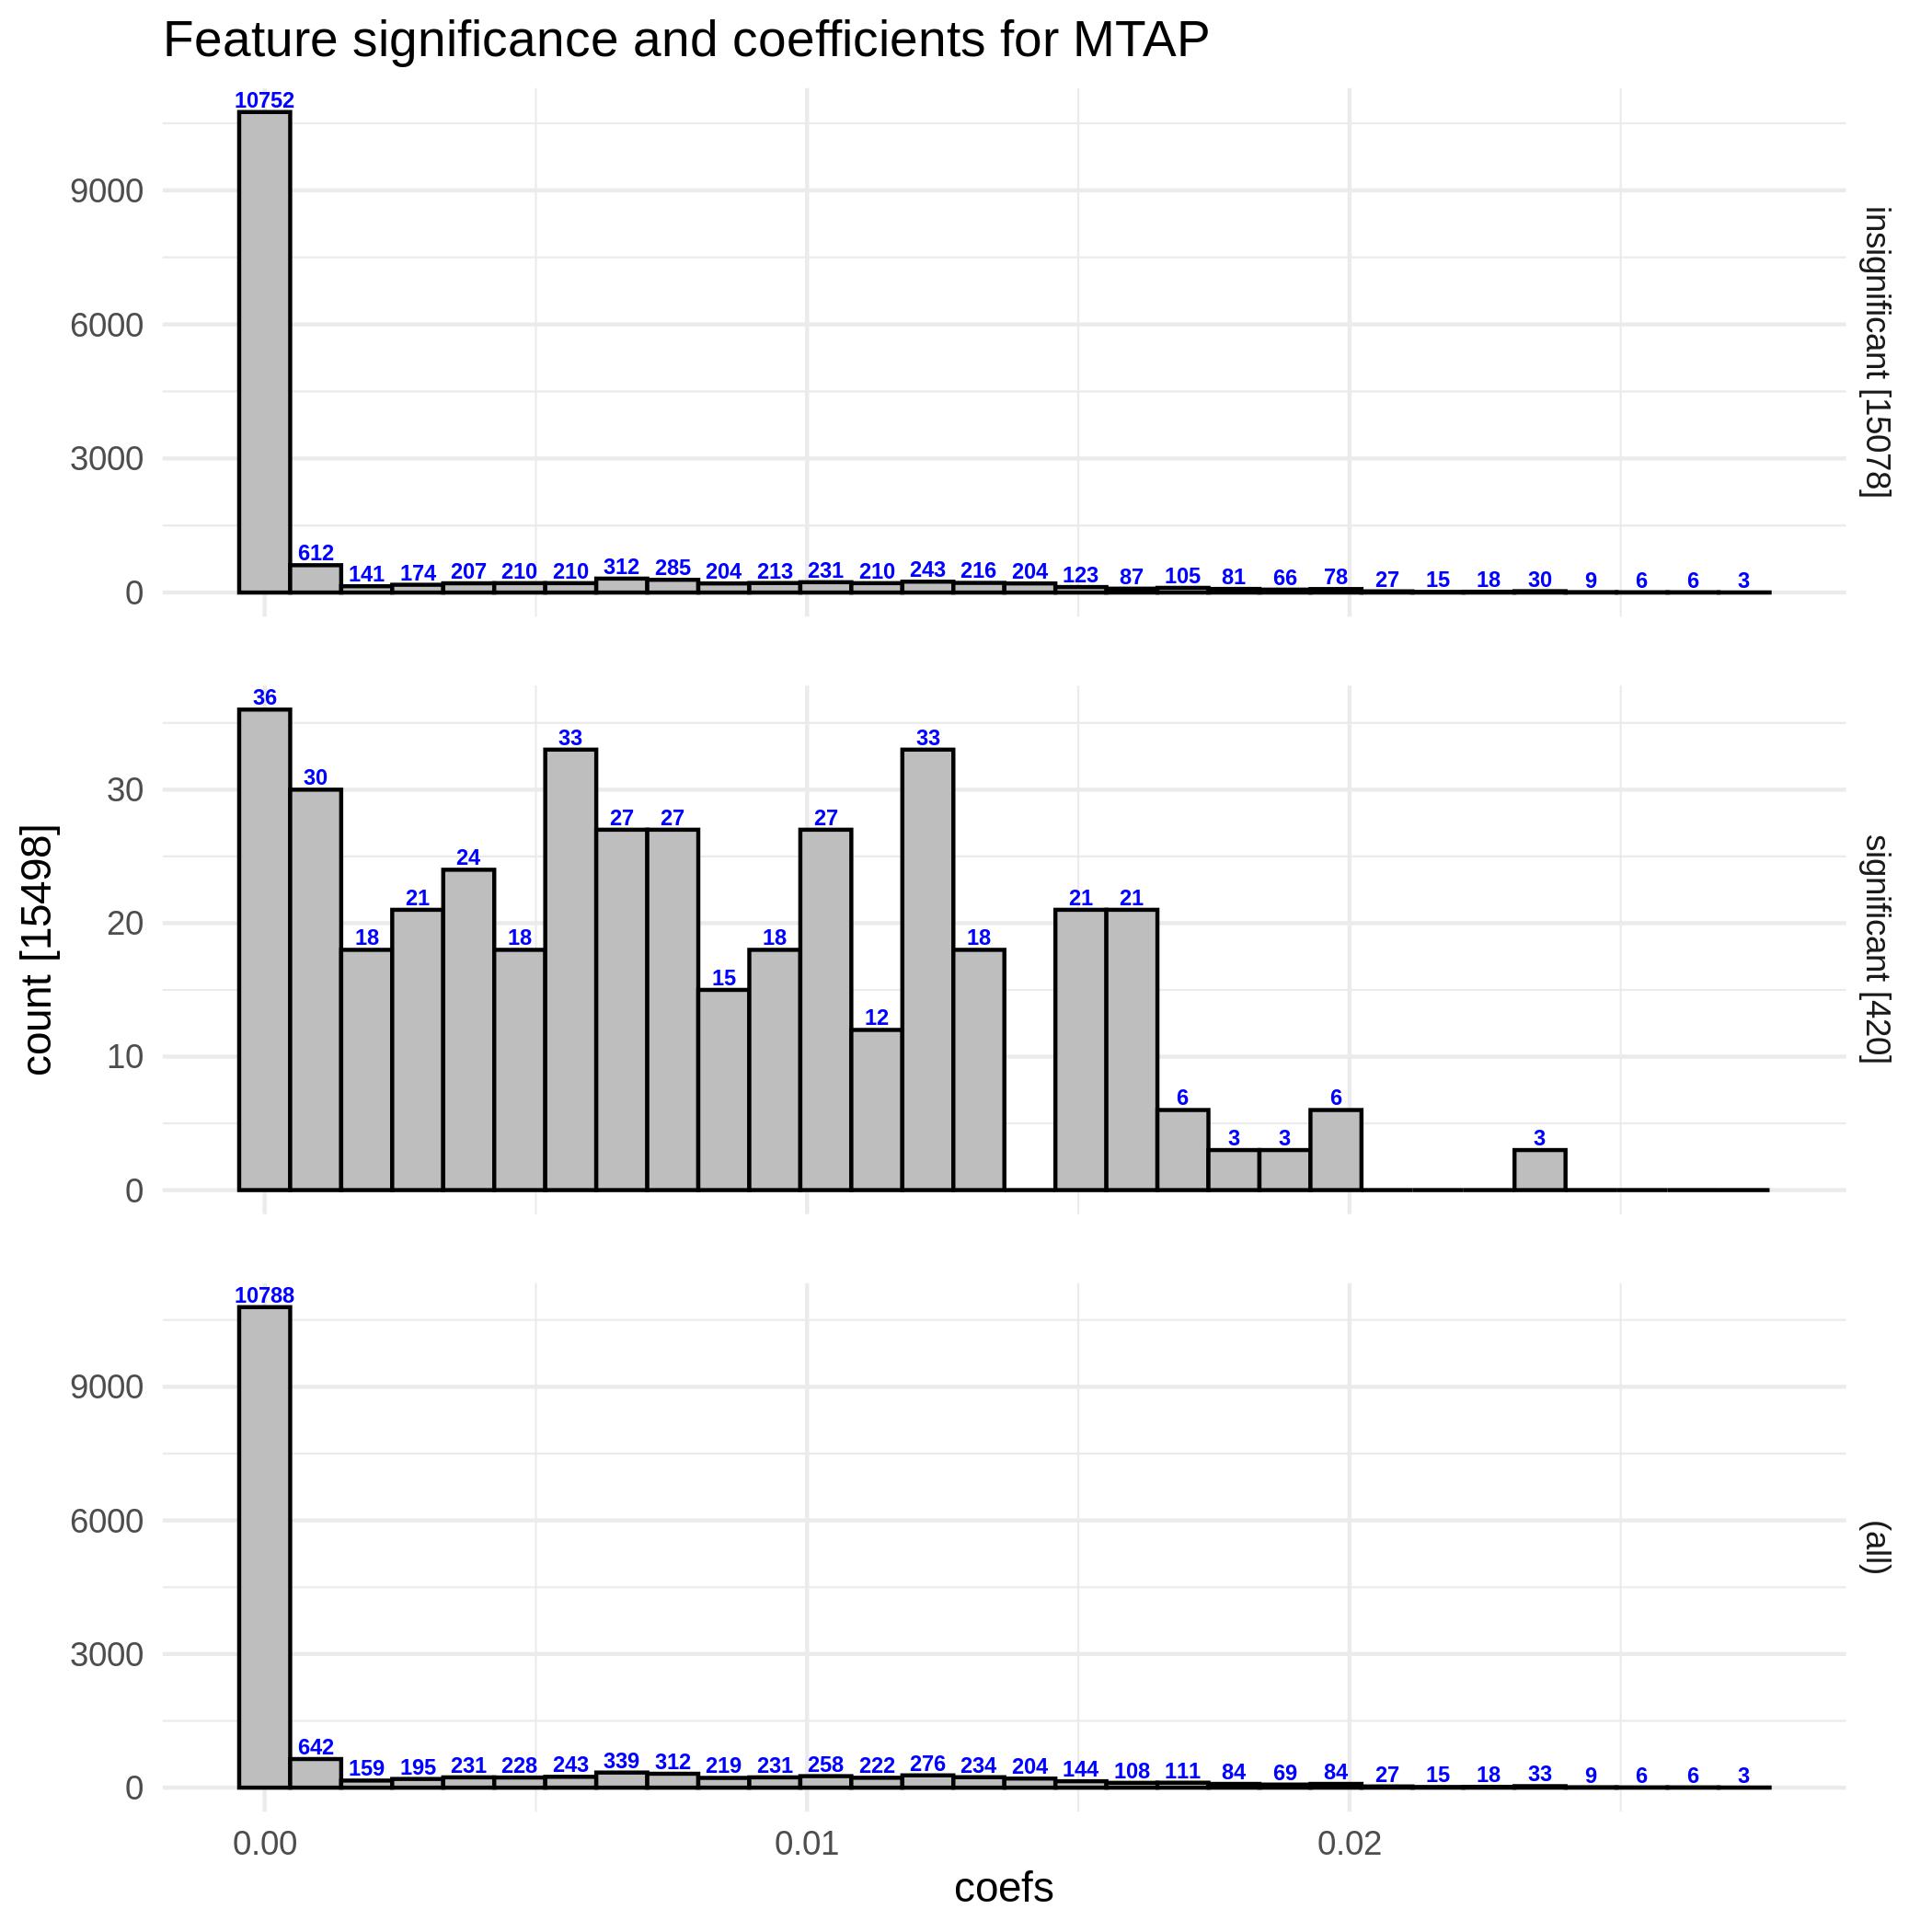 Feature significance and coefficients for MTAP
10752
9000
6000
3000
0
612 141 174 207 210 210 312 285 204 213 231 210 243 216 204 123 87 105 81 66 78 27 15 18 30 9 6 6 3
insignificant [15078]
36 30 18 21 24 18 33 27 27 15 18 27 12 33 18 21 21 6 3 3 6 3
30
20
10
0
significant [420]
count [15498]
10788
9000
6000
3000
0
642 159 195 231 228 243 339 312 219 231 258 222 276 234 204 144 108 111 84 69 84 27 15 18 33 9 6 6 3
(all)
0.00 0.01 0.02
coefs